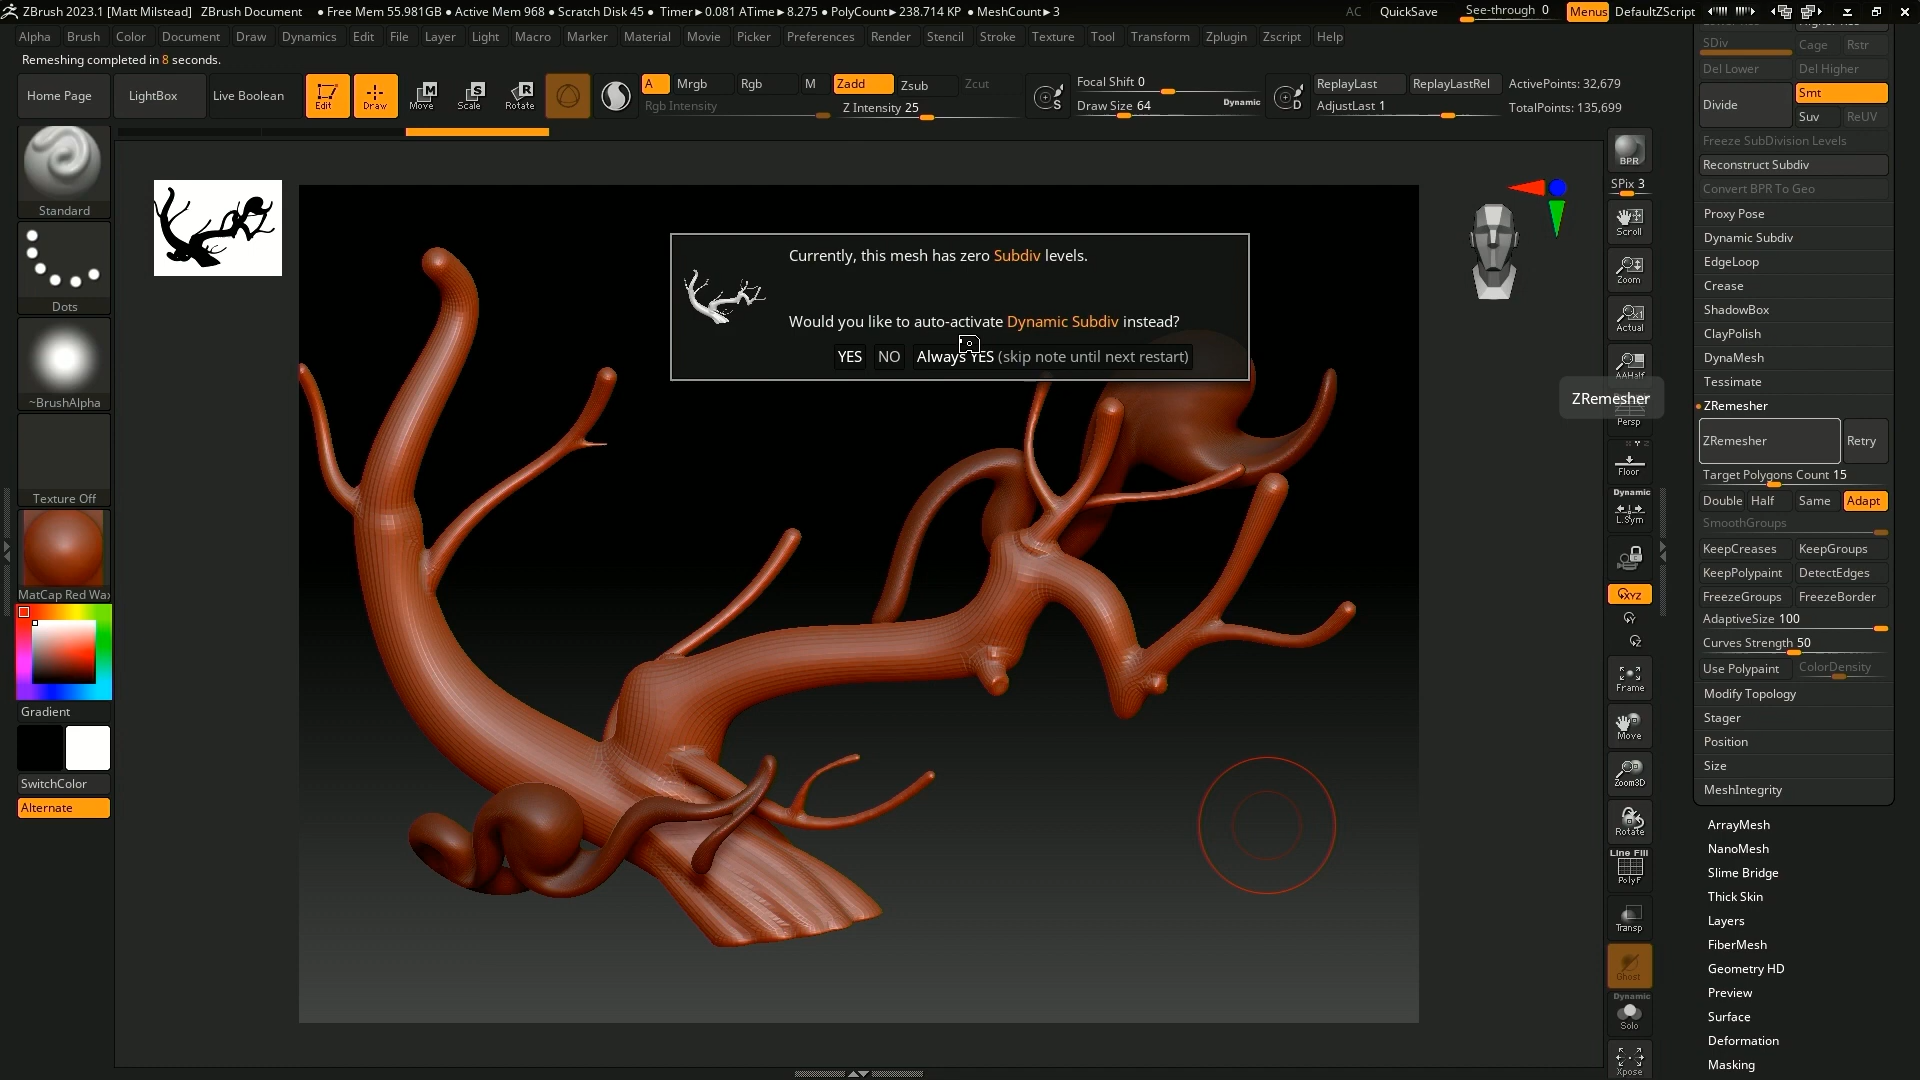 ZBrush 2023.1 [Matt Milstead] ZBrush Document ● Free Mem 55.981GB ● Active Mem 968 ● Scratch Disk 45 ● Timer►0.081 ATime►8.275 ● PolyCount►238.714 KP ● MeshCount►3 AC QuickSave See-through 0 Menus DefaultZScript
Alpha Brush Color Document Draw Dynamics Edit File Layer Light Macro Marker Material Movie Picker Preferences Render Stencil Stroke Texture Tool Transform Zplugin Zscript Help
Remeshing completed in 8 seconds.
Home Page
LightBox
Live Boolean
Edit
Draw
Move
Scale
Rotate
A
Mrgb
Rgb
M
Zadd
Zsub
Zcut
Rgb Intensity
Z Intensity 25
S
Focal Shift 0
Draw Size 64
Dynamic
D
ReplayLast
ReplayLastRel
AdjustLast 1
ActivePoints: 32,679
TotalPoints: 135,699
Standard
Dots
~BrushAlpha
Texture Off
MatCap Red Wax
Gradient
SwitchColor
Alternate
Currently, this mesh has zero Subdiv levels.
Would you like to auto-activate Dynamic Subdiv instead?
YES NO Always YES (skip note until next restart)
BPR
SPix 3
Scroll
Zoom
Actual
AAHalf
ZRemesher
Persp
Floor
Dynamic
L.Sym
XYZ
Y
Z
Frame
Move
Zoom3D
Rotate
Line Fill
PolyF
Transp
Ghost
Dynamic
Solo
Xpose
SDiv
Cage
Rstr
Del Lower
Del Higher
Divide
Smt
Suv
ReUV
Freeze SubDivision Levels
Reconstruct Subdiv
Convert BPR To Geo
Proxy Pose
Dynamic Subdiv
EdgeLoop
Crease
ShadowBox
ClayPolish
DynaMesh
Tessimate
ZRemesher
ZRemesher
Retry
Target Polygons Count 15
Double Half Same Adapt
SmoothGroups
KeepCreases KeepGroups
KeepPolypaint DetectEdges
FreezeGroups FreezeBorder
AdaptiveSize 100
Curves Strength 50
Use Polypaint ColorDensity
Modify Topology
Stager
Position
Size
MeshIntegrity
ArrayMesh
NanoMesh
Slime Bridge
Thick Skin
Layers
FiberMesh
Geometry HD
Preview
Surface
Deformation
Masking